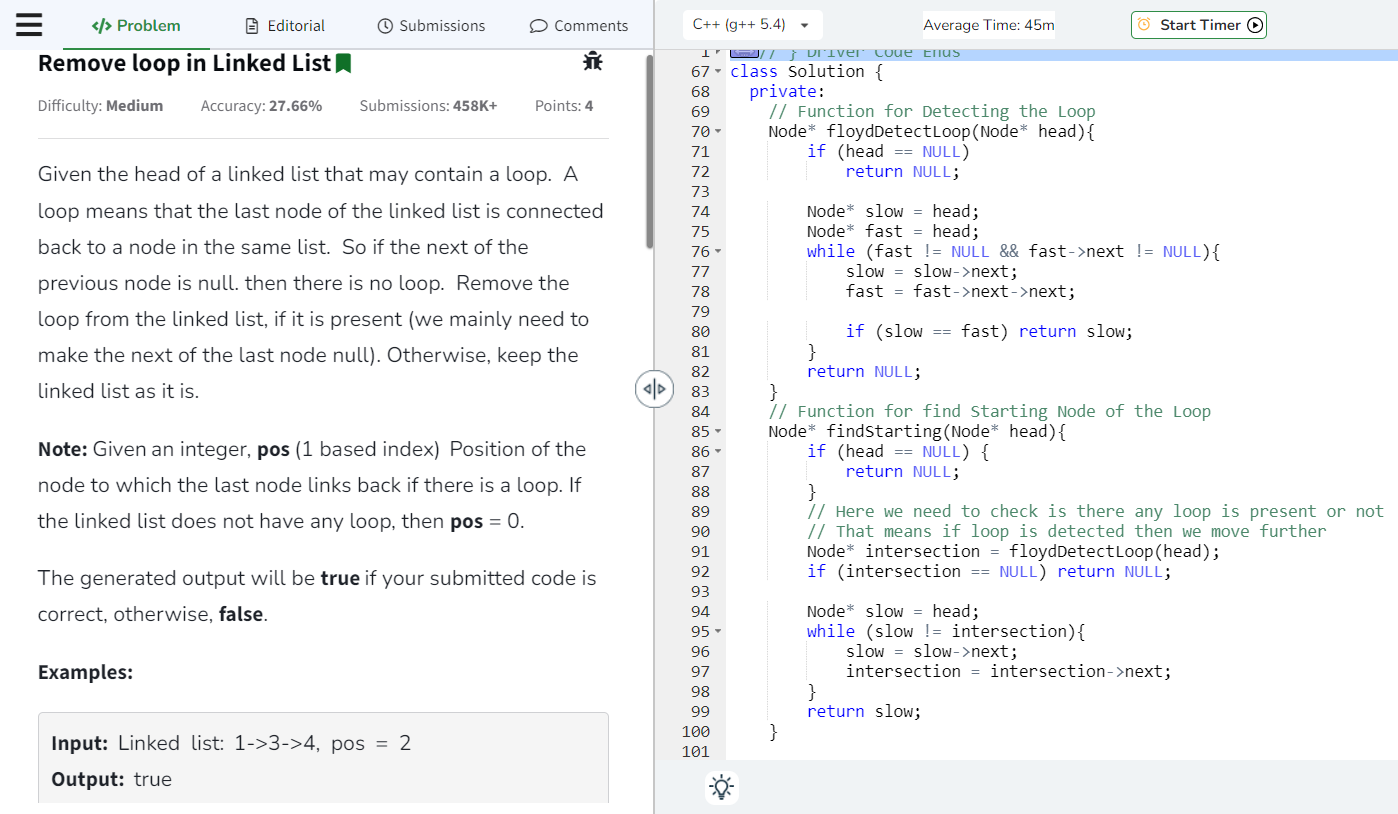 Problem
Editorial
Submissions
Comments
Remove loop in Linked List
Difficulty: Medium Accuracy: 27.66% Submissions: 458K+ Points: 4
Given the head of a linked list that may contain a loop.  A
loop means that the last node of the linked list is connected
back to a node in the same list.  So if the next of the
previous node is null. then there is no loop.  Remove the
loop from the linked list, if it is present (we mainly need to
make the next of the last node null). Otherwise, keep the
linked list as it is.
Note: Given an integer, pos (1 based index)  Position of the
node to which the last node links back if there is a loop. If
the linked list does not have any loop, then pos = 0.
The generated output will be true if your submitted code is
correct, otherwise, false.
Examples:
Input: Linked list: 1->3->4, pos = 2
Output: true
C++ (g++ 5.4)
Average Time: 45m
Start Timer
1 // } Driver Code Ends
67 class Solution {
68   private:
69     // Function for Detecting the Loop
70     Node* floydDetectLoop(Node* head){
71         if (head == NULL)
72             return NULL;
73
74         Node* slow = head;
75         Node* fast = head;
76         while (fast != NULL && fast->next != NULL){
77             slow = slow->next;
78             fast = fast->next->next;
79
80             if (slow == fast) return slow;
81         }
82         return NULL;
83     }
84     // Function for find Starting Node of the Loop
85     Node* findStarting(Node* head){
86         if (head == NULL) {
87             return NULL;
88         }
89         // Here we need to check is there any loop is present or not
90         // That means if loop is detected then we move further
91         Node* intersection = floydDetectLoop(head);
92         if (intersection == NULL) return NULL;
93
94         Node* slow = head;
95         while (slow != intersection){
96             slow = slow->next;
97             intersection = intersection->next;
98         }
99         return slow;
100     }
101